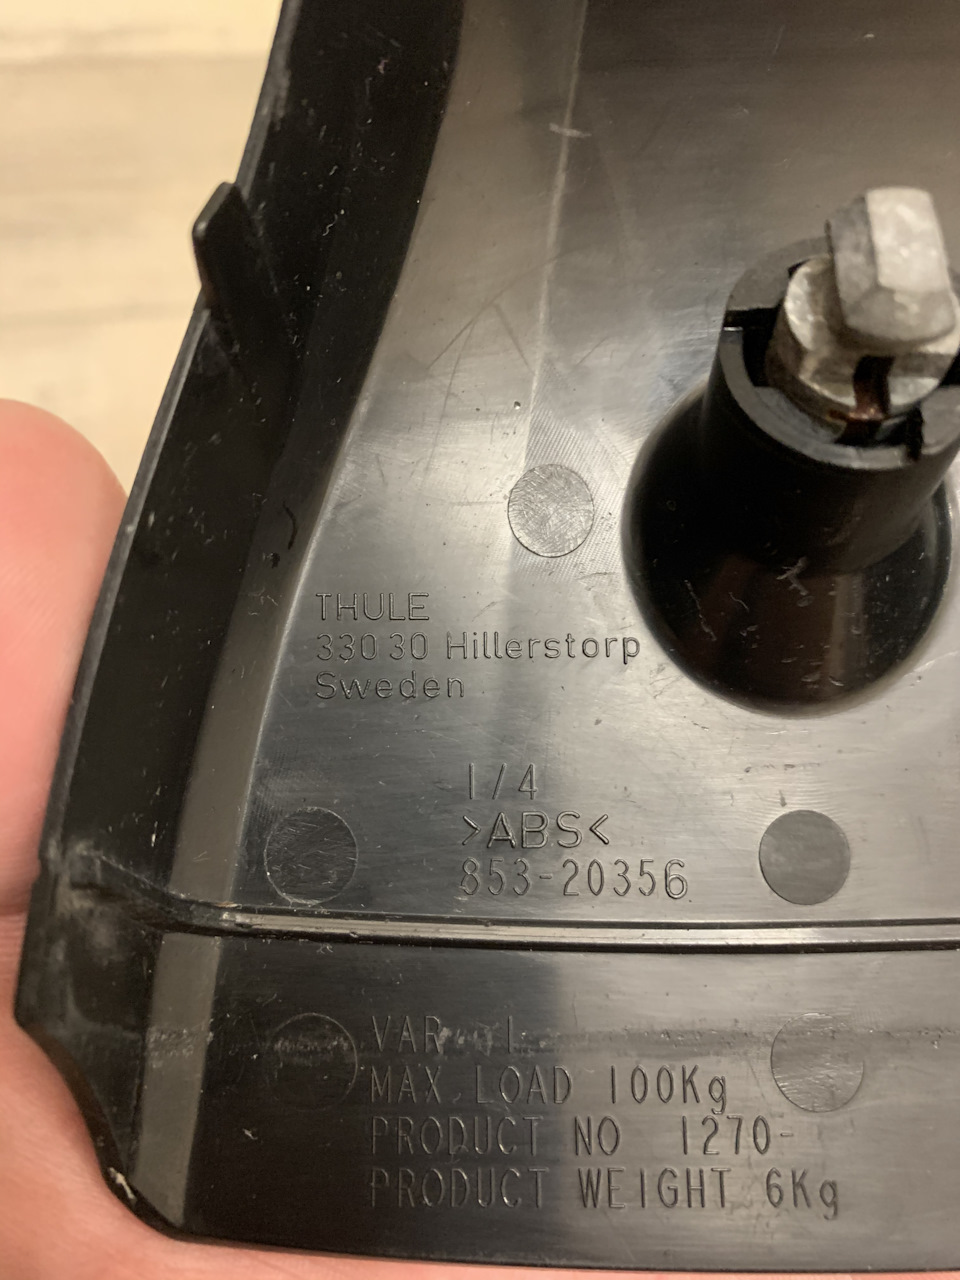 THULE
330 30 Hillerstorp
Sweden
1/4
>ABS<
853-20356
VAR 1
MAX. LOAD 100Kg
PRODUCT NO 1270-
PRODUCT WEIGHT 6Kg